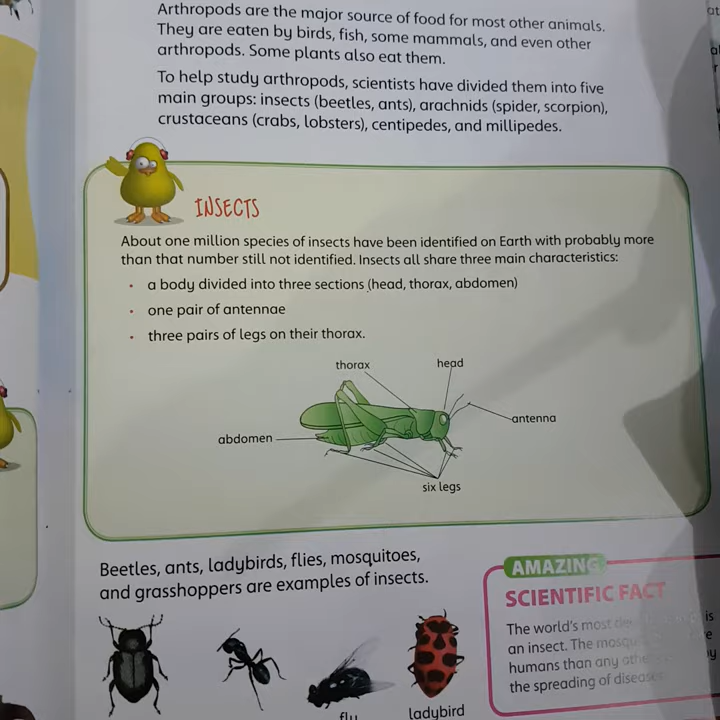 Arthropods are the major source of food for most other animals.
They are eaten by birds, fish, some mammals, and even other
arthropods. Some plants also eat them.
To help study arthropods, scientists have divided them into five
main groups: insects (beetles, ants), arachnids (spider, scorpion),
crustaceans (crabs, lobsters), centipedes, and millipedes.
INSECTS
About one million species of insects have been identified on Earth with probably more
than that number still not identified. Insects all share three main characteristics:
• a body divided into three sections (head, thorax, abdomen)
• one pair of antennae
• three pairs of legs on their thorax.
thorax
head
antenna
abdomen
six legs
Beetles, ants, ladybirds, flies, mosquitoes,
and grasshoppers are examples of insects.
fly
ladybird
AMAZING
SCIENTIFIC FACT
The world's most is
an insect. The
humans than any
the spreading of